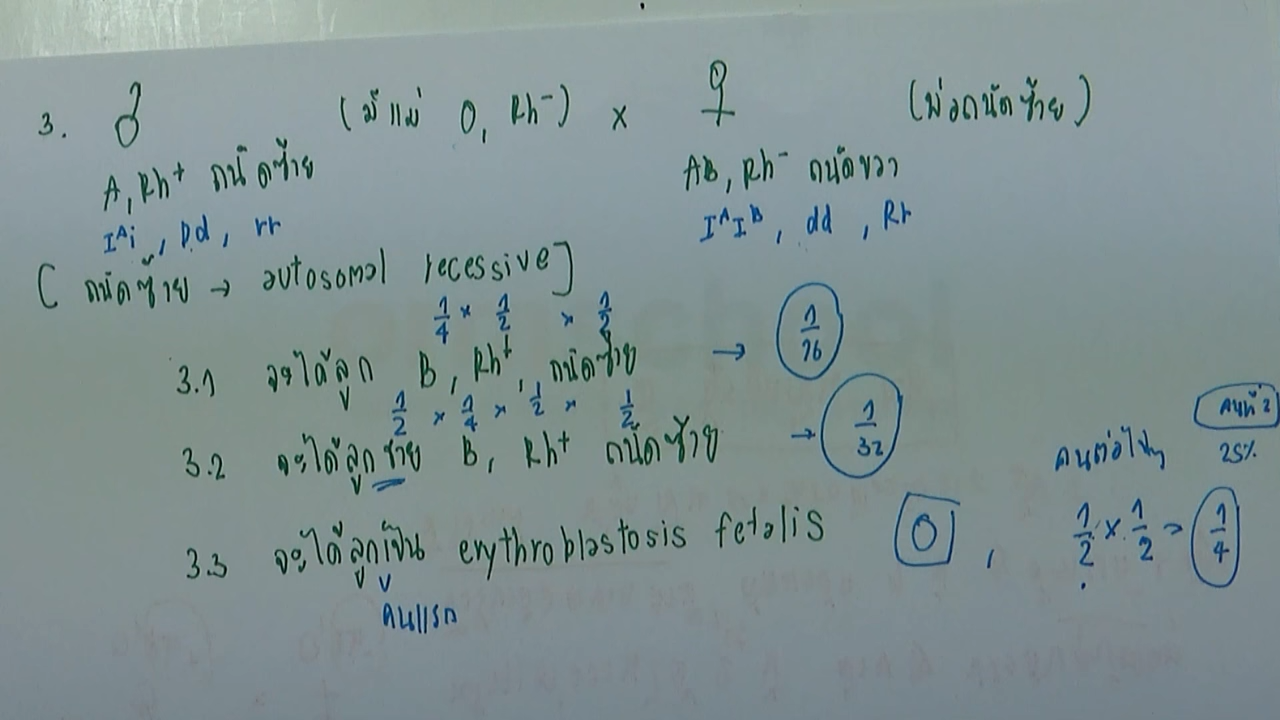 3. ♂ (มีแม่ O, Rh⁻) × ♀ (พ่อถนัดซ้าย)
A, Rh⁺ ถนัดซ้าย AB, Rh⁻ ถนัดขวา
Iᴬi, Dd, rr IᴬIᴮ, dd, Rr
[ถนัดซ้าย → autosomal recessive]
1/4 × 1/2 × 1/2
3.1 จะได้ลูก B, Rh⁺, ถนัดซ้าย → 1/16
1/2 × 1/4 × 1/2 × 1/2
3.2 จะได้ลูกชาย B, Rh⁺ ถนัดซ้าย → 1/32
คนต่อไป คนที่ 2
25%
3.3 จะได้ลูกเป็น erythroblastosis fetalis 0, 1/2 × 1/2 = 1/4
คนแรก